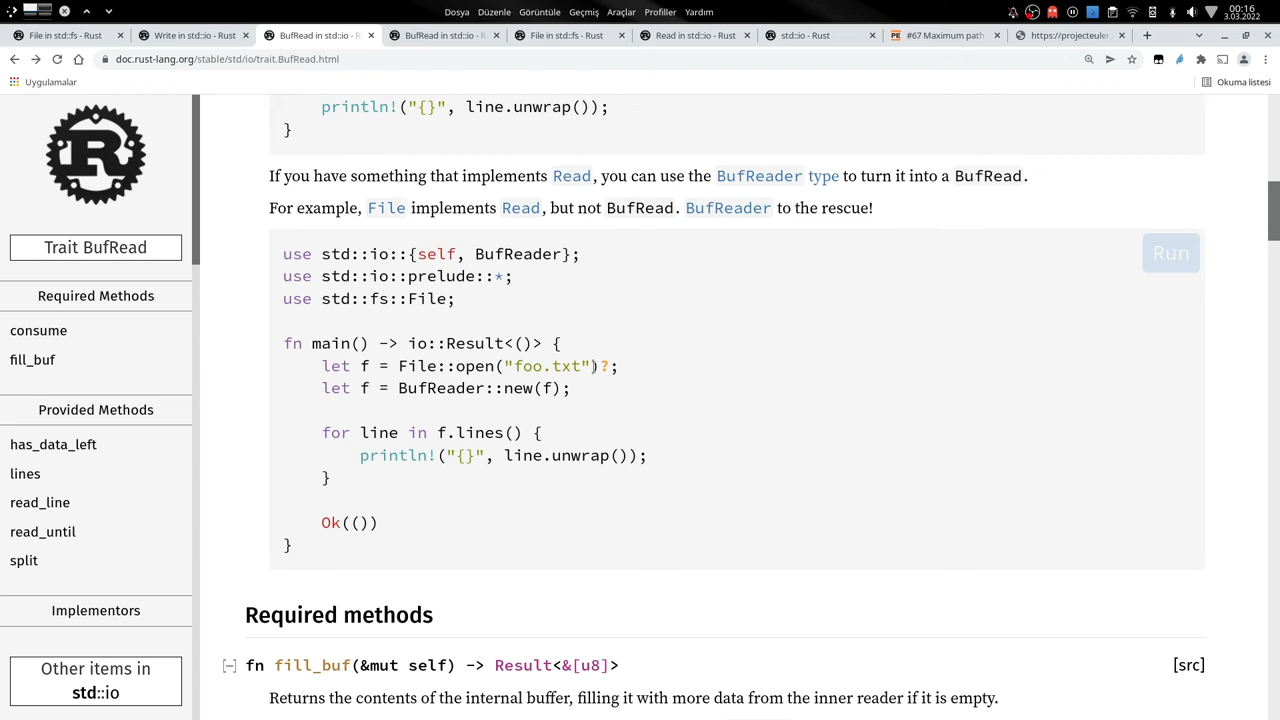 Dosya Düzenle Görüntüle Geçmiş Araçlar Profiller Yardım
00:16
3.03.2022
File in std::fs - Rust
Write in std::io - Rust
BufRead in std::io - R
BufRead in std::io - Ru
File in std::fs - Rust
Read in std::io - Rust
std::io - Rust
PE #67 Maximum path
https://projecteuler
doc.rust-lang.org/stable/std/io/trait.BufRead.html
Uygulamalar
Okuma listesi
R
Trait BufRead
Required Methods
consume
fill_buf
Provided Methods
has_data_left
lines
read_line
read_until
split
Implementors
Other items in
std::io
println!("{}", line.unwrap());
}
If you have something that implements Read, you can use the BufReader type to turn it into a BufRead.
For example, File implements Read, but not BufRead. BufReader to the rescue!
Run
use std::io::{self, BufReader};
use std::io::prelude::*;
use std::fs::File;
fn main() -> io::Result<()> {
let f = File::open("foo.txt")?;
let f = BufReader::new(f);
for line in f.lines() {
println!("{}", line.unwrap());
}
Ok(())
}
Required methods
[-] fn fill_buf(&mut self) -> Result<&[u8]>
[src]
Returns the contents of the internal buffer, filling it with more data from the inner reader if it is empty.